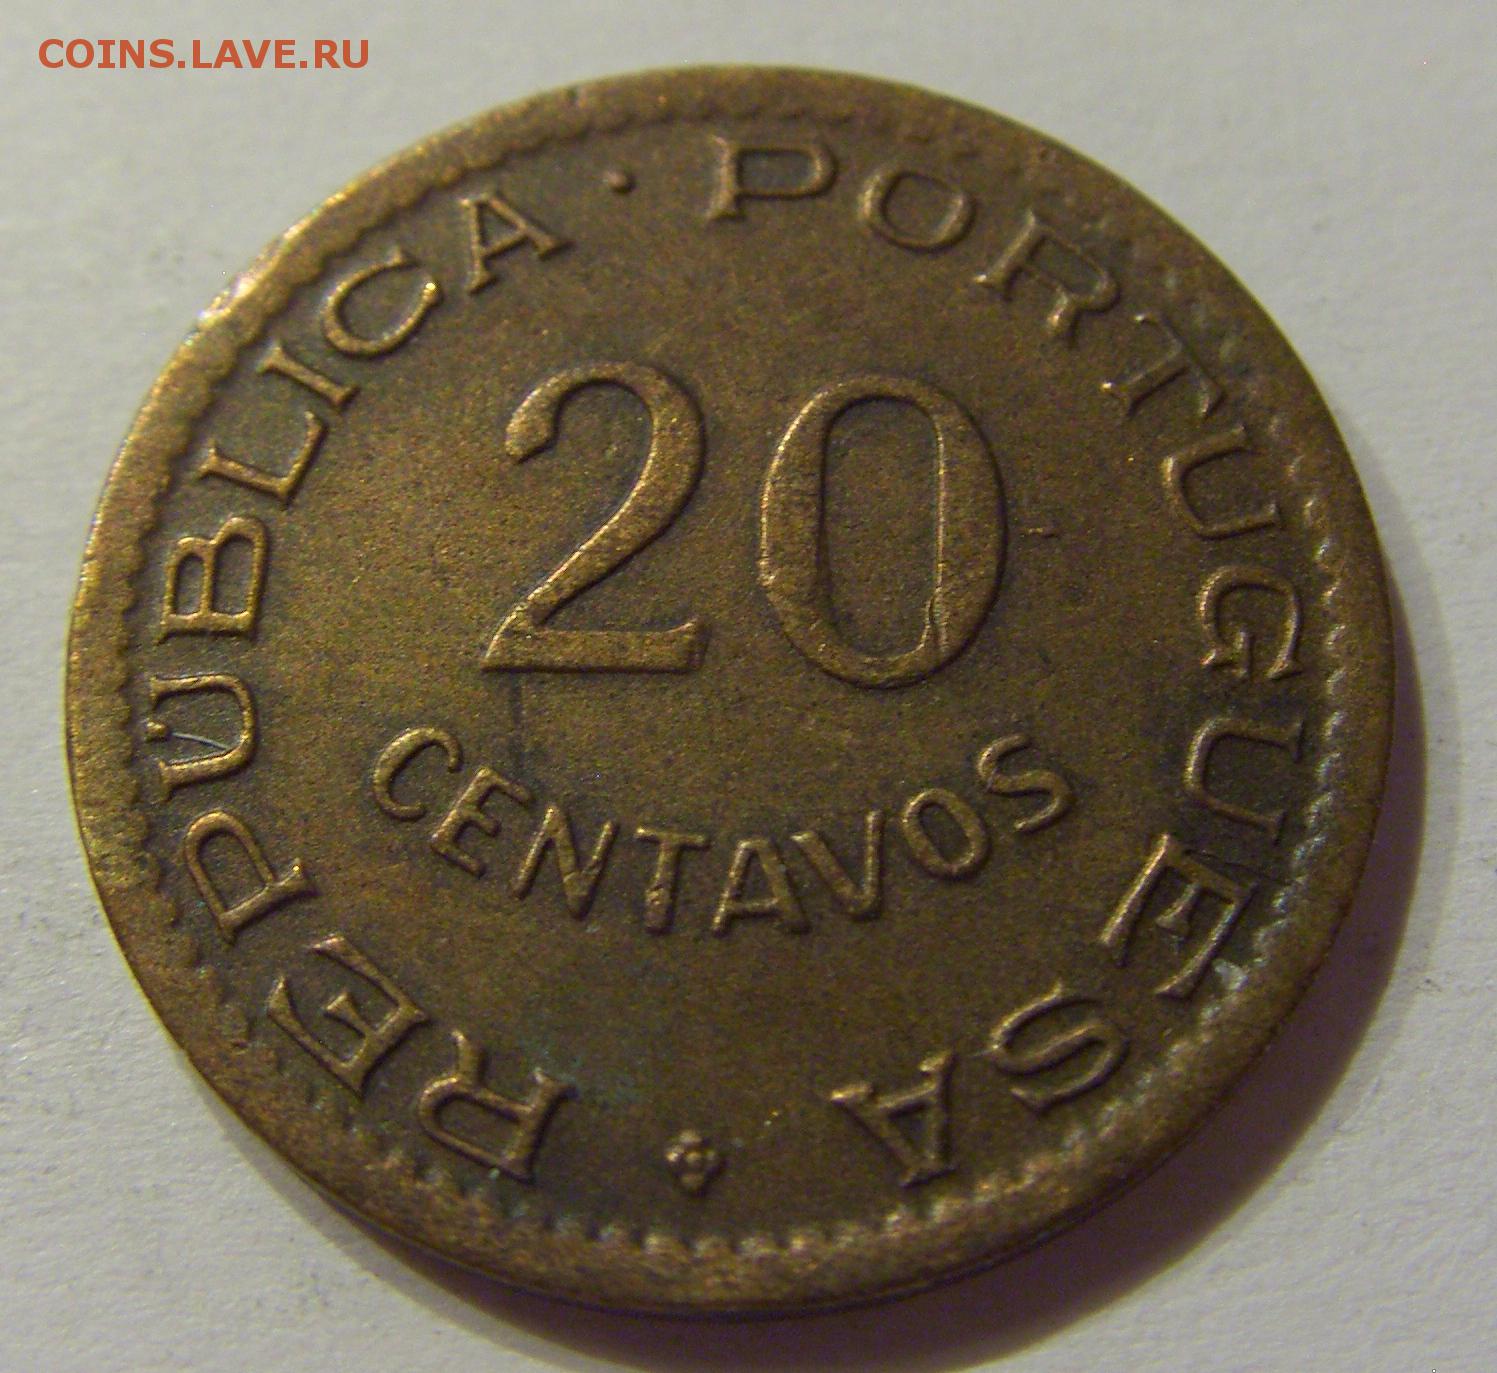 COINS.LAVE.RU
REPÚBLICA · PORTUGUESA
20
CENTAVOS